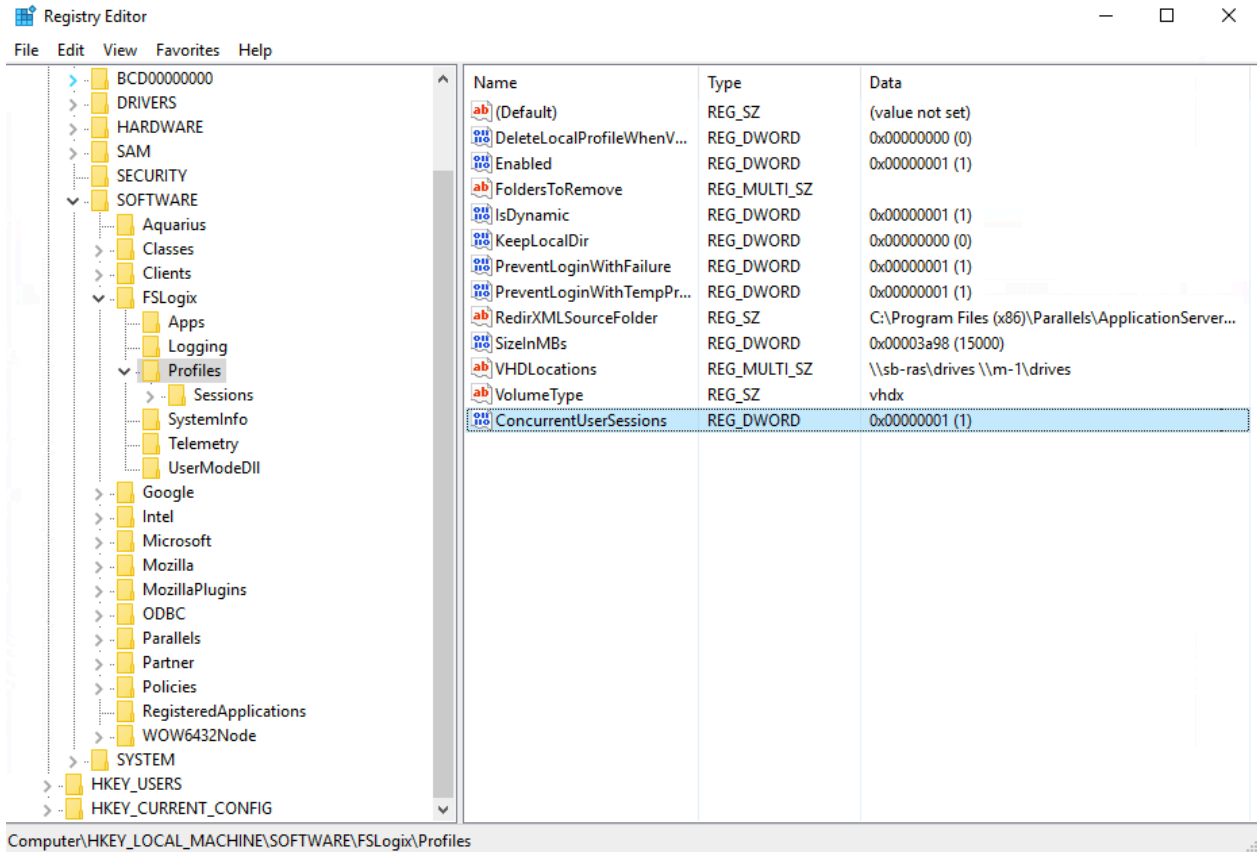 Registry Editor
File Edit View Favorites Help
BCD00000000
DRIVERS
HARDWARE
SAM
SECURITY
SOFTWARE
Aquarius
Classes
Clients
FSLogix
Apps
Logging
Profiles
Sessions
SystemInfo
Telemetry
UserModeDll
Google
Intel
Microsoft
Mozilla
MozillaPlugins
ODBC
Parallels
Partner
Policies
RegisteredApplications
WOW6432Node
SYSTEM
HKEY_USERS
HKEY_CURRENT_CONFIG
Name Type Data
(Default) REG_SZ (value not set)
DeleteLocalProfileWhenV... REG_DWORD 0x00000000 (0)
Enabled REG_DWORD 0x00000001 (1)
FoldersToRemove REG_MULTI_SZ
IsDynamic REG_DWORD 0x00000001 (1)
KeepLocalDir REG_DWORD 0x00000000 (0)
PreventLoginWithFailure REG_DWORD 0x00000001 (1)
PreventLoginWithTempPr... REG_DWORD 0x00000001 (1)
RedirXMLSourceFolder REG_SZ C:\Program Files (x86)\Parallels\ApplicationServer...
SizeInMBs REG_DWORD 0x00003a98 (15000)
VHDLocations REG_MULTI_SZ \\sb-ras\drives \\m-1\drives
VolumeType REG_SZ vhdx
ConcurrentUserSessions REG_DWORD 0x00000001 (1)
Computer\HKEY_LOCAL_MACHINE\SOFTWARE\FSLogix\Profiles